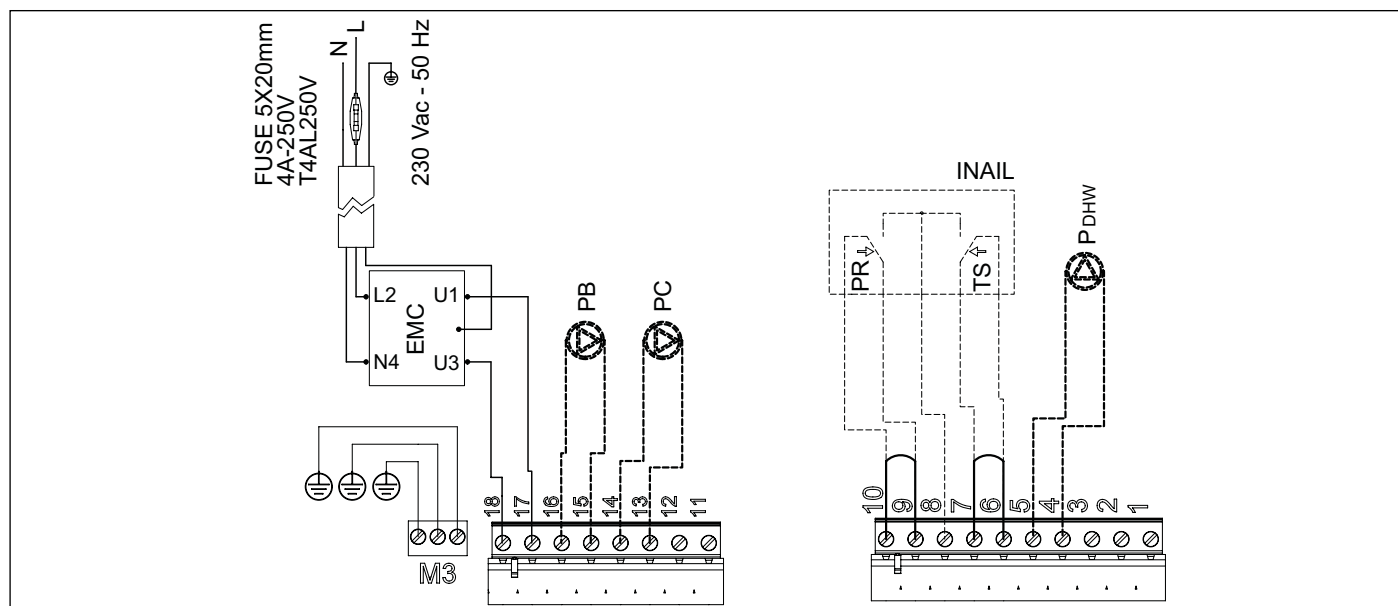 FUSE 5X20mm
4A-250V
T4AL250V
N
L
230 Vac - 50 Hz
L2
U1
EMC
N4
U3
PB
PC
M3
18
17
16
15
14
13
12
11
INAIL
PR
TS
PDHW
10
9
8
7
6
5
4
3
2
1